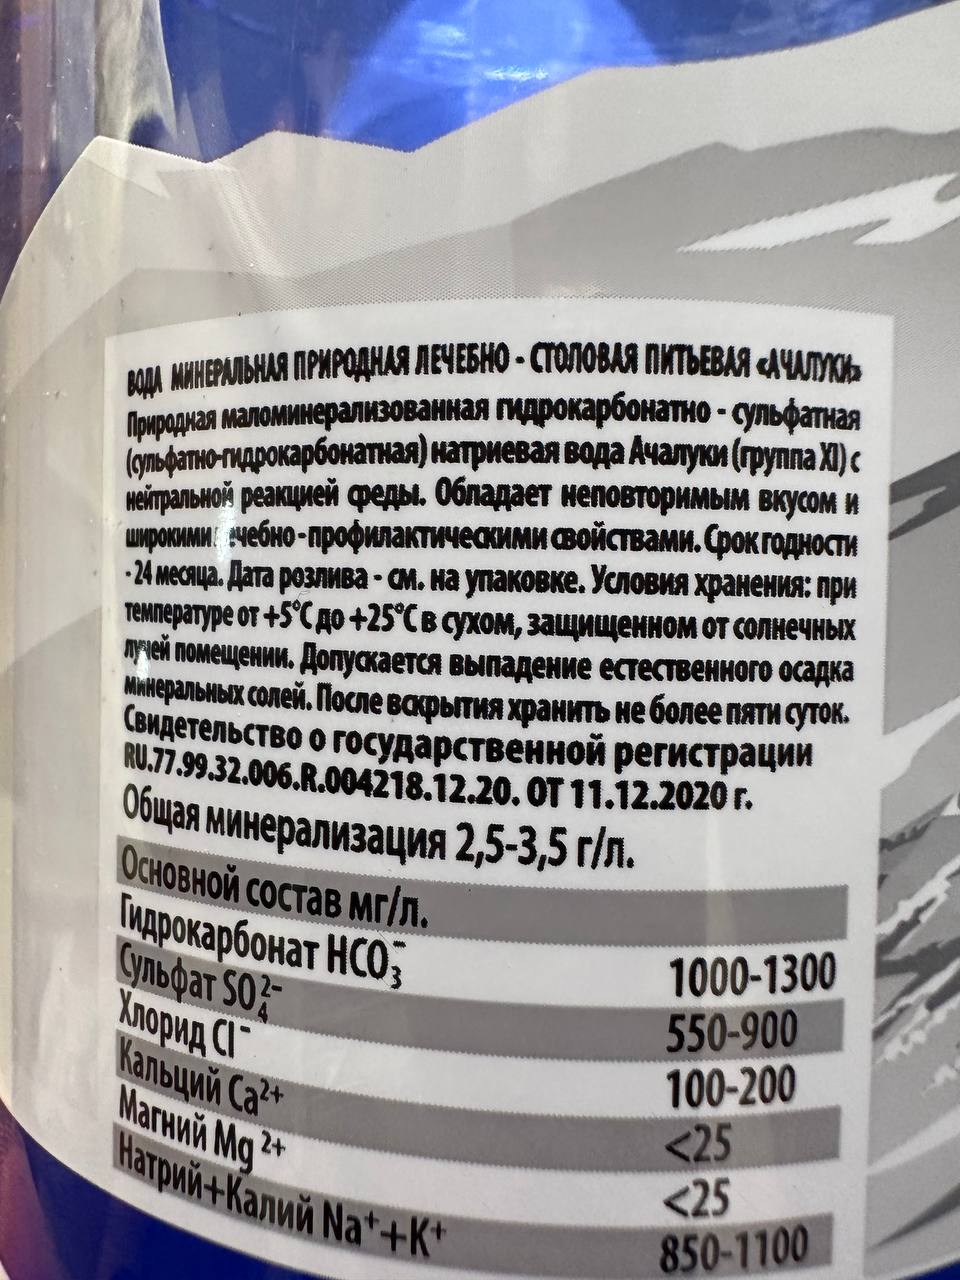 ВОДА МИНЕРАЛЬНАЯ ПРИРОДНАЯ ЛЕЧЕБНО - СТОЛОВАЯ ПИТЬЕВАЯ «АЧАЛУКИ»
Природная маломинерализованная гидрокарбонатно - сульфатная
(сульфатно-гидрокарбонатная) натриевая вода Ачалуки (группа XI) с
нейтральной реакцией среды. Обладает неповторимым вкусом и
широкими лечебно - профилактическими свойствами. Срок годности
- 24 месяца. Дата розлива - см. на упаковке. Условия хранения: при
температуре от +5°С до +25°С в сухом, защищенном от солнечных
лучей помещении. Допускается выпадение естественного осадка
минеральных солей. После вскрытия хранить не более пяти суток.
Свидетельство о государственной регистрации
RU.77.99.32.006.R.004218.12.20. ОТ 11.12.2020 г.
Общая минерализация 2,5-3,5 г/л.
Основной состав мг/л.
Гидрокарбонат HCO₃⁻ 1000-1300
Сульфат SO₄²⁻ 550-900
Хлорид Cl⁻ 100-200
Кальций Ca²⁺ <25
Магний Mg²⁺ <25
Натрий+Калий Na⁺+K⁺ 850-1100